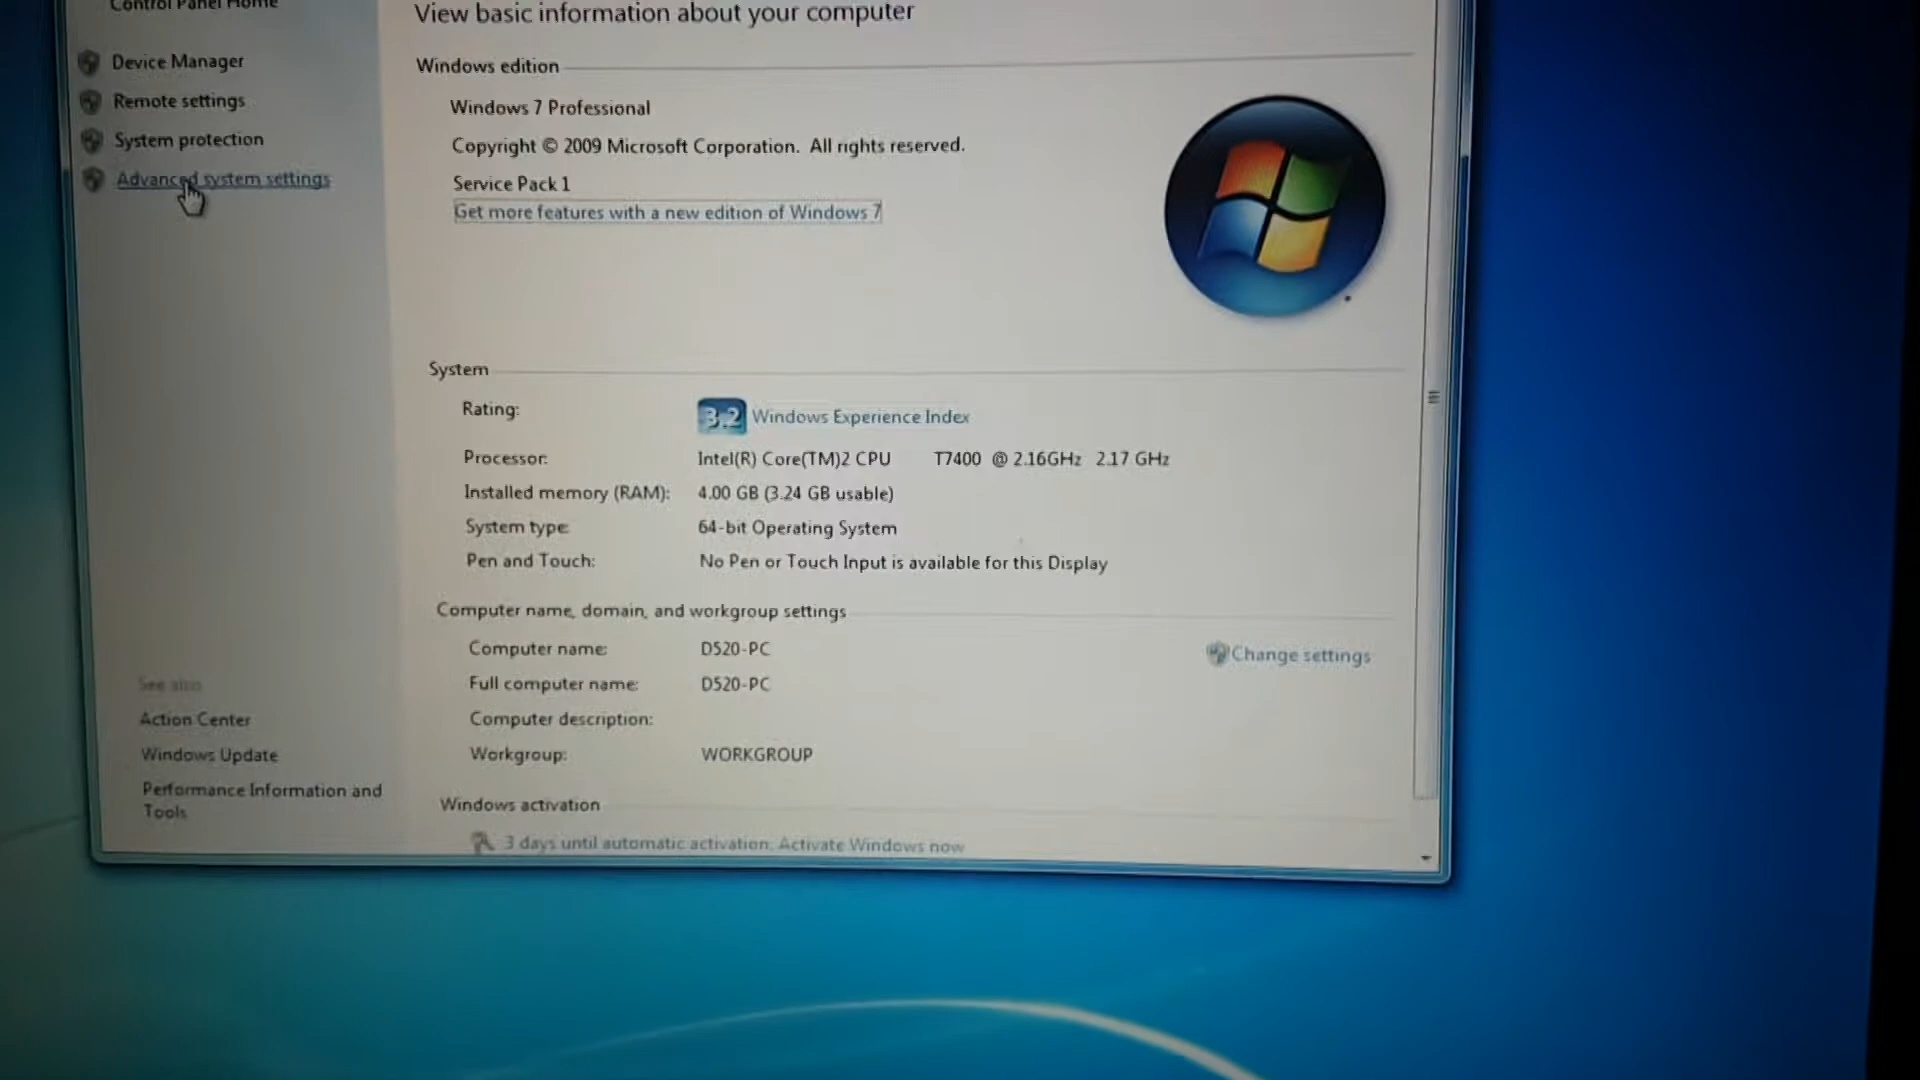 Control Panel Home
View basic information about your computer
Device Manager
Remote settings
System protection
Advanced system settings
Windows edition
Windows 7 Professional
Copyright © 2009 Microsoft Corporation. All rights reserved.
Service Pack 1
Get more features with a new edition of Windows 7
System
Rating: 3.2 Windows Experience Index
Processor: Intel(R) Core(TM)2 CPU T7400 @ 2.16GHz 2.17 GHz
Installed memory (RAM): 4.00 GB (3.24 GB usable)
System type: 64-bit Operating System
Pen and Touch: No Pen or Touch Input is available for this Display
Computer name, domain, and workgroup settings
Computer name: D520-PC
Change settings
Full computer name: D520-PC
Computer description:
Workgroup: WORKGROUP
Windows activation
3 days until automatic activation. Activate Windows now
See also
Action Center
Windows Update
Performance Information and
Tools